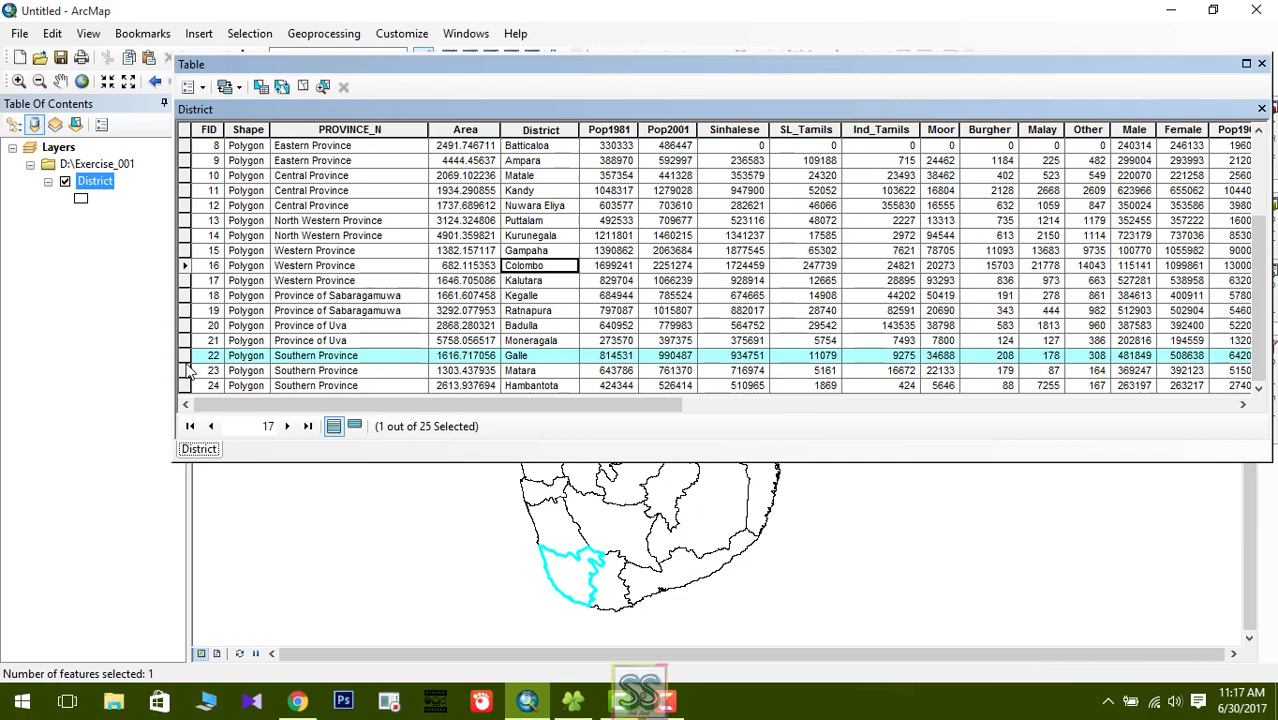 Untitled - ArcMap
File Edit View Bookmarks Insert Selection Geoprocessing Customize Windows Help
Table
Table Of Contents
District
PROVINCE_N Area District Pop1981 Pop2001 Sinhalese SL_Tamils Ind_Tamils Moor Burgher Malay Other Male Female Pop19
FID Shape
8 Polygon Eastern Province 2491.746711 Batticaloa 330333 486447 0 0 0 0 0 0 0 240314 246133 1960
9 Polygon Eastern Province 4444.45637 Ampara 388970 592997 236583 109188 715 24462 1184 225 482 299004 293993 2120
10 Polygon Central Province 2069.102236 Matale 357354 441328 353579 24320 23493 38462 402 523 549 220070 221258 2560
11 Polygon Central Province 1934.290855 Kandy 1048317 1279028 947900 52052 103622 16804 2128 2668 2609 623966 655062 10440
12 Polygon Central Province 1737.689612 Nuwara Eliya 603577 703610 282621 46066 355830 16555 632 1059 847 350024 353586 3980
13 Polygon North Western Province 3124.324806 Puttalam 492533 709677 523116 48072 2227 13313 735 1214 1179 352455 357222 3780
14 Polygon North Western Province 4901.359821 Kurunegala 1211801 1460215 1341237 17585 2972 94544 613 2150 1114 723179 737036 8530
15 Polygon Western Province 1382.157117 Gampaha 1390862 2063684 1877545 65302 7621 78705 11093 13683 9735 100770 1055982 9000
16 Polygon Western Province 682.115353 Colombo 1699241 2251274 1724459 247739 24821 20273 15703 21778 14043 115141 1099861 13000
17 Polygon Western Province 1646.705086 Kalutara 829704 1066239 928914 12665 28895 93293 836 973 663 527281 538958 6320
18 Polygon Province of Sabaragamuwa 1661.607458 Kegalle 684944 785524 674665 14908 44202 50419 191 278 861 384613 400911 5780
19 Polygon Province of Sabaragamuwa 3292.077953 Ratnapura 797087 1015807 882017 28740 82591 20690 343 444 982 512903 502904 5460
20 Polygon Province of Uva 2868.280321 Badulla 640952 779983 564752 29542 143535 38798 583 1813 960 387583 392400 5210
21 Polygon Province of Uva 5758.056517 Moneragala 273570 397375 375691 5754 7493 7800 124 127 386 202956 194559 1320
22 Polygon Southern Province 1616.717056 Galle 814531 990487 934751 11079 9275 34688 208 178 308 481849 508638 6420
23 Polygon Southern Province 1303.437935 Matara 643786 761370 716258 5161 16672 22133 179 87 164 369247 392123 5150
24 Polygon Southern Province 2613.937694 Hambantota 424344 526414 510965 1869 424 5646 88 7255 167 263197 263217 2740
Layers
D:\Exercise_001
District
17
(1 out of 25 Selected)
District
Number of features selected: 1
SS
Ps
11:17 AM
6/30/2017